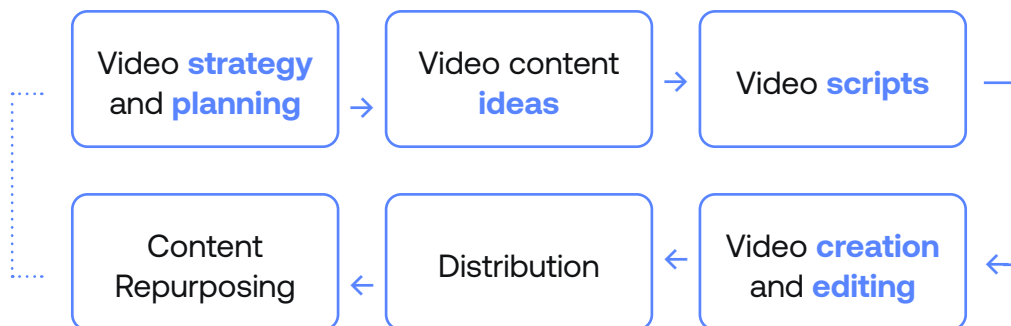 Video strategy
and planning
Video content
ideas
Video scripts
Content
Repurposing
Distribution
Video creation
and editing